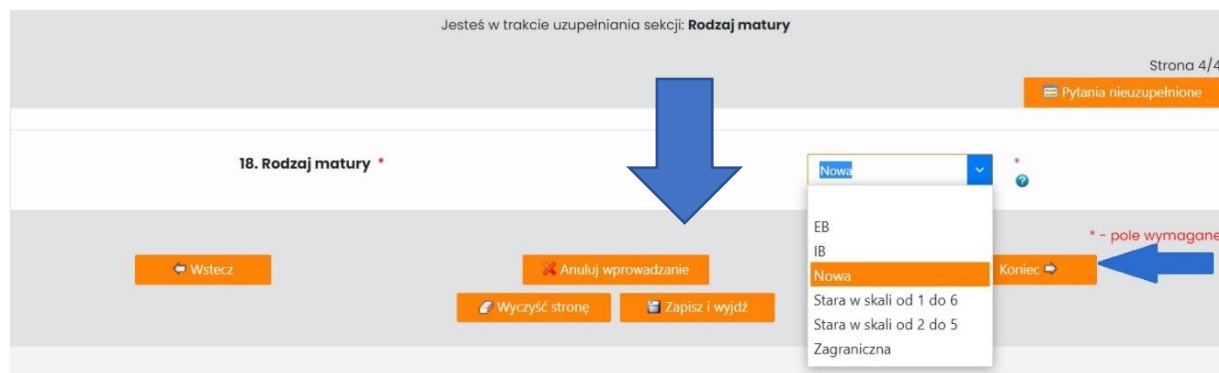 Jesteś w trakcie uzupełniania sekcji: Rodzaj matury
Strona 4/4
Pytania nieuzupełnione
18. Rodzaj matury *
Nowa
*
EB
IB
Nowa
Stara w skali od 1 do 6
Stara w skali od 2 do 5
Zagraniczna
* - pole wymagane
Wstecz
Anuluj wprowadzanie
Koniec
Wyczyść stronę
Zapisz i wyjdź